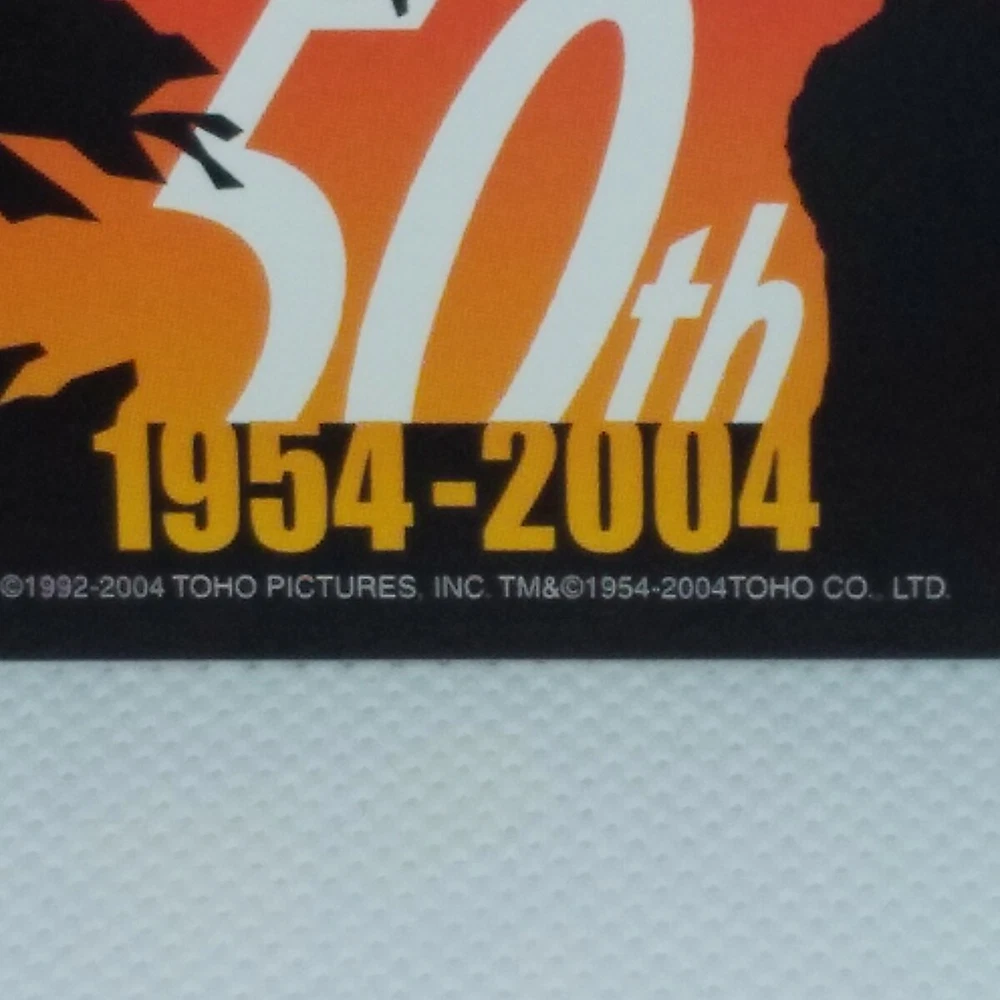 50th
1954-2004
©1992-2004 TOHO PICTURES, INC. TM&©1954-2004TOHO CO., LTD.